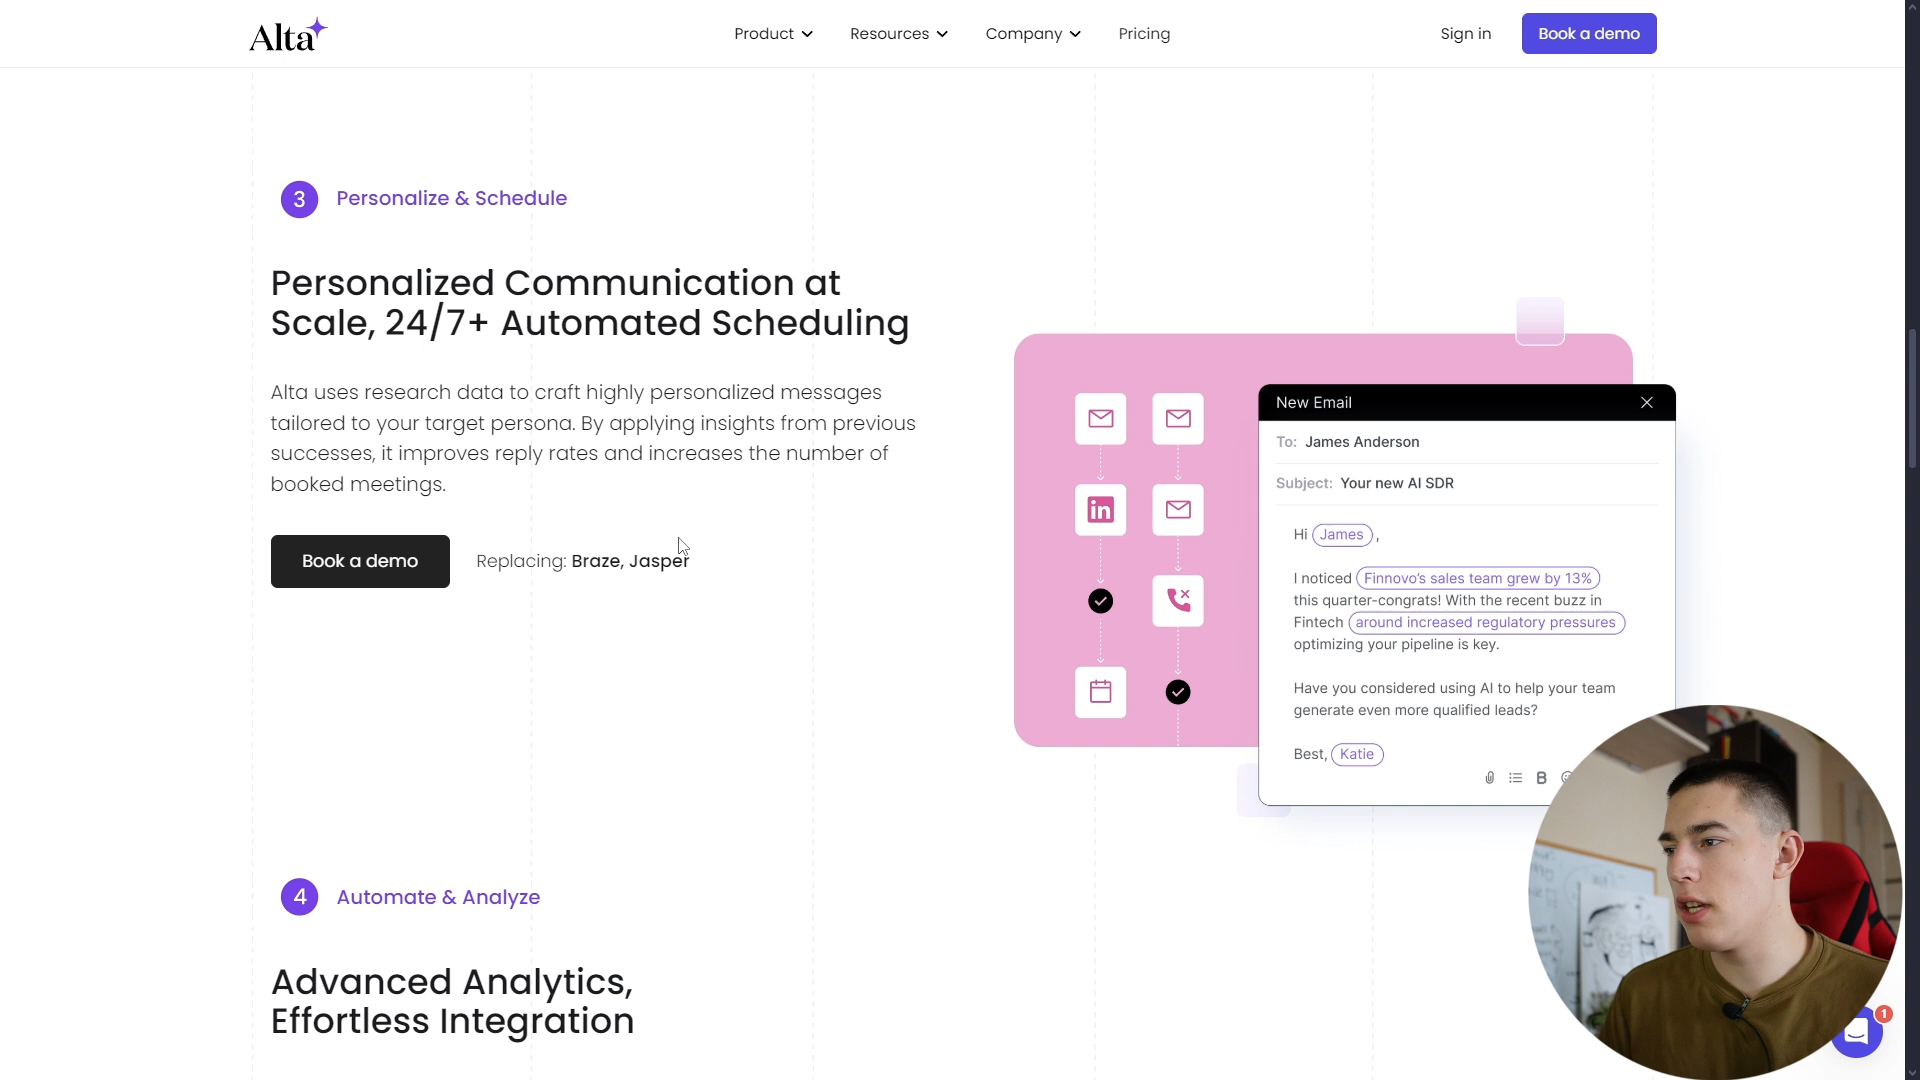 Alta
Product
Resources
Company
Pricing
Sign in
Book a demo
3 Personalize & Schedule
Personalized Communication at
Scale, 24/7+ Automated Scheduling
Alta uses research data to craft highly personalized messages
tailored to your target persona. By applying insights from previous
successes, it improves reply rates and increases the number of
booked meetings.
Book a demo
Replacing: Braze, Jasper
in
New Email
To: James Anderson
Subject: Your new AI SDR
Hi James,
I noticed Finnovo's sales team grew by 13%
this quarter-congrats! With the recent buzz in
Fintech around increased regulatory pressures
optimizing your pipeline is key.
Have you considered using AI to help your team
generate even more qualified leads?
Best, Katie
B
4 Automate & Analyze
Advanced Analytics,
Effortless Integration
1